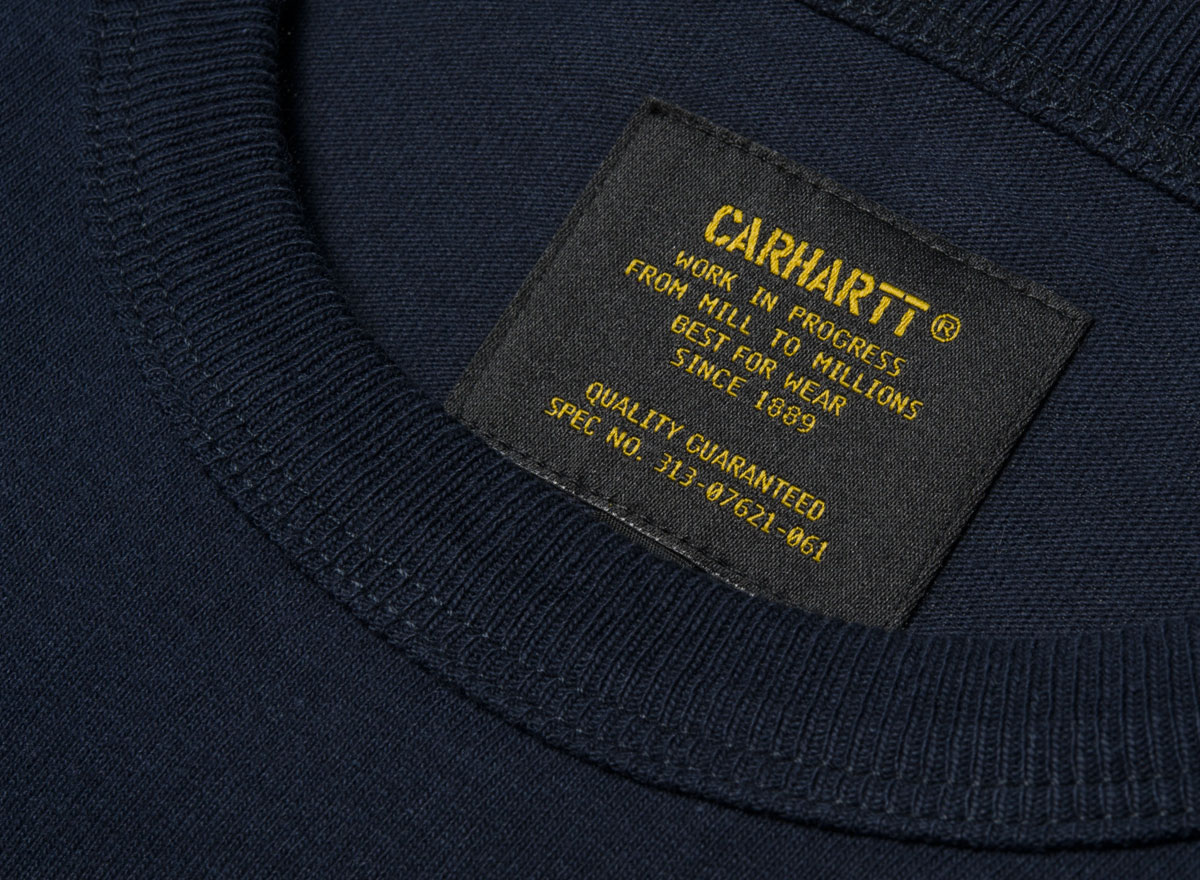 CARHARTT®
WORK IN PROGRESS
FROM MILL TO MILLIONS
BEST FOR WEAR
SINCE 1889
QUALITY GUARANTEED
SPEC NO. 313-07621-061